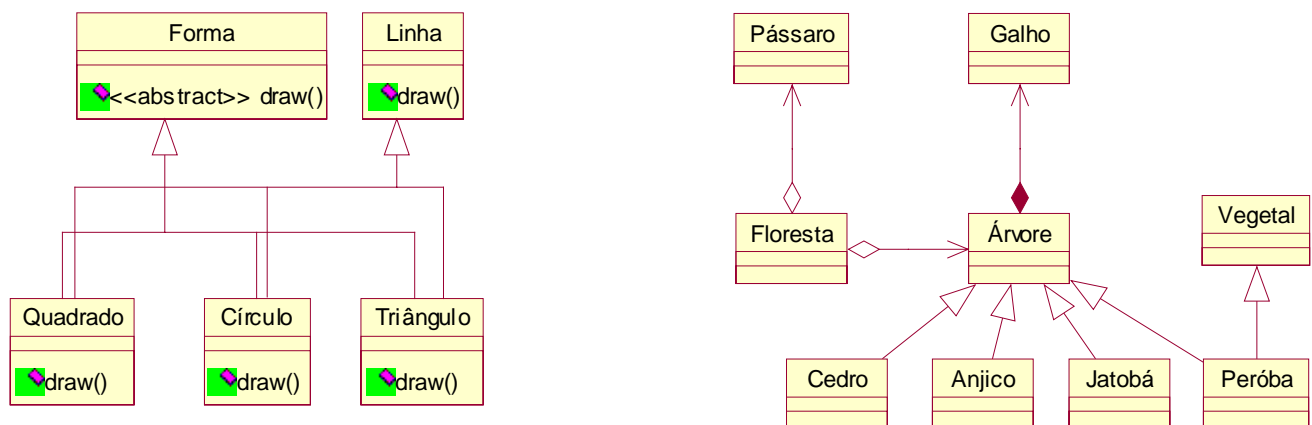 Forma
<<abstract>> draw()
Linha
draw()
Quadrado
draw()
Círculo
draw()
Triângulo
draw()
Pássaro
Galho
Floresta
Árvore
Vegetal
Cedro
Anjico
Jatobá
Peróba